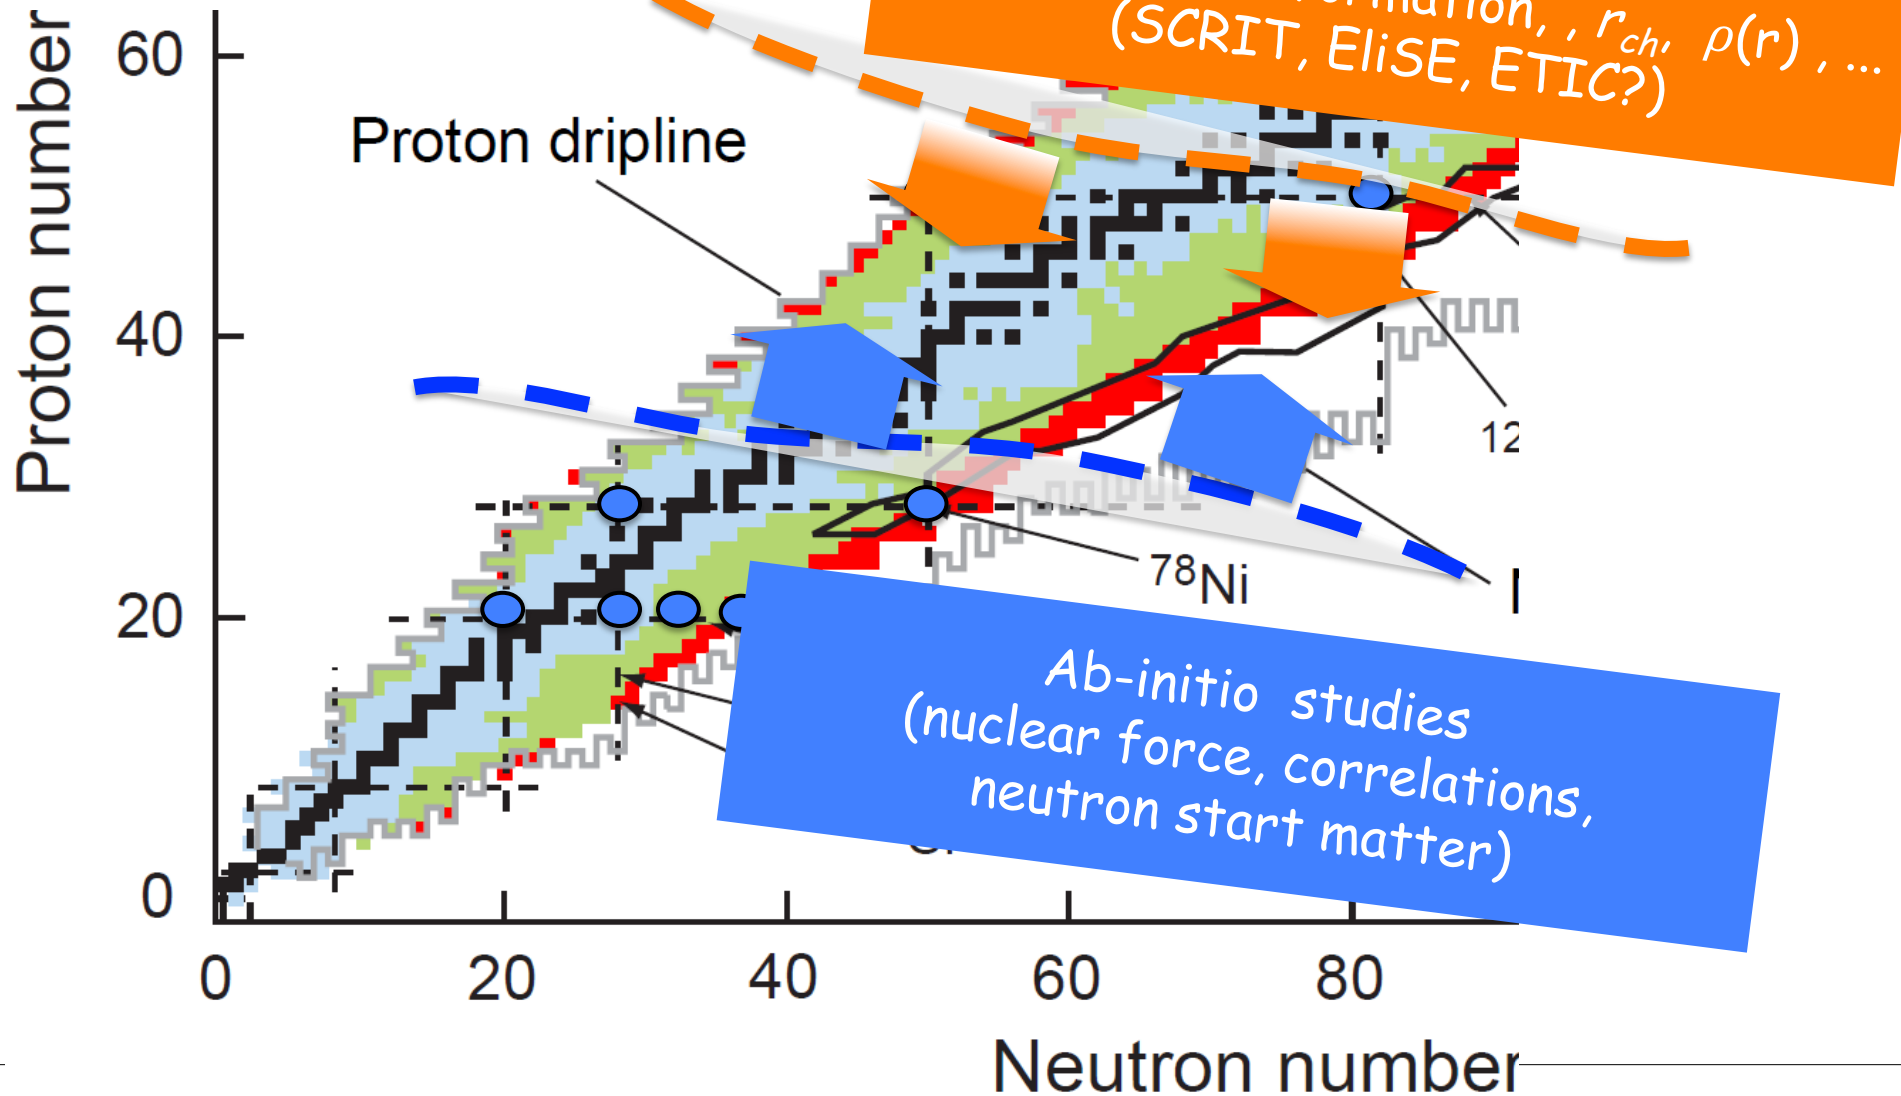 (SCRIT, EliSE, ETIC?)
r_ch, ρ(r) , ...
Proton number
60
40
20
0
Proton dripline
12
78Ni
Ab-initio studies
(nuclear force, correlations,
neutron start matter)
0
20
40
60
80
Neutron number